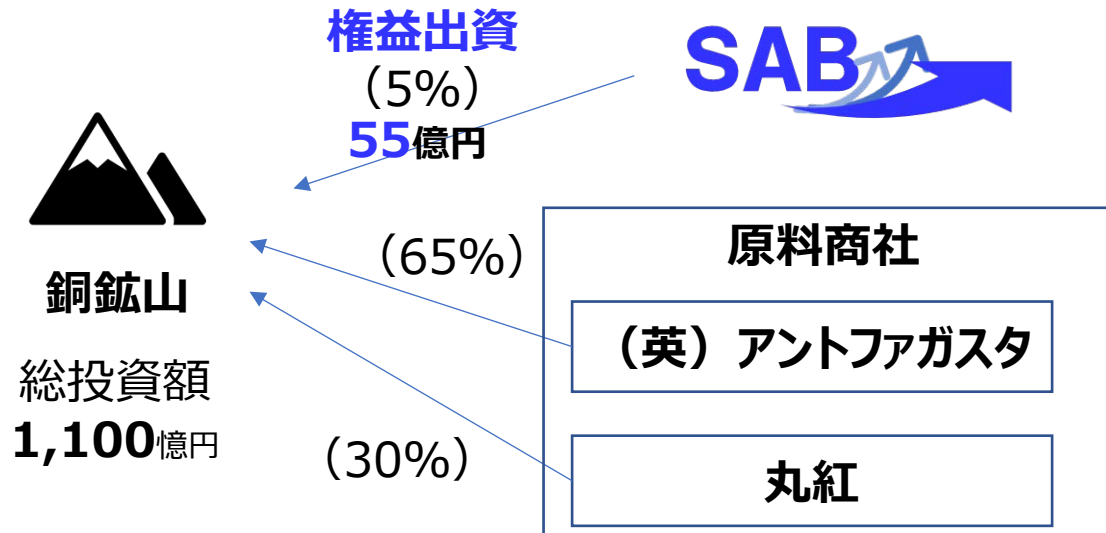 権益出資
（5%）
55億円
SAB
銅鉱山
総投資額
1,100憶円
（65%）
（30%）
原料商社
（英）アントファガスタ
丸紅